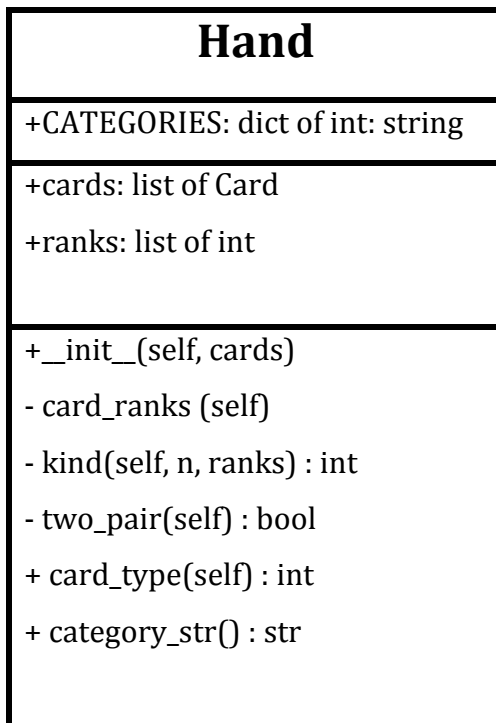 Hand
+CATEGORIES: dict of int: string
+cards: list of Card
+ranks: list of int
+__init__(self, cards)
- card_ranks (self)
- kind(self, n, ranks) : int
- two_pair(self) : bool
+ card_type(self) : int
+ category_str() : str